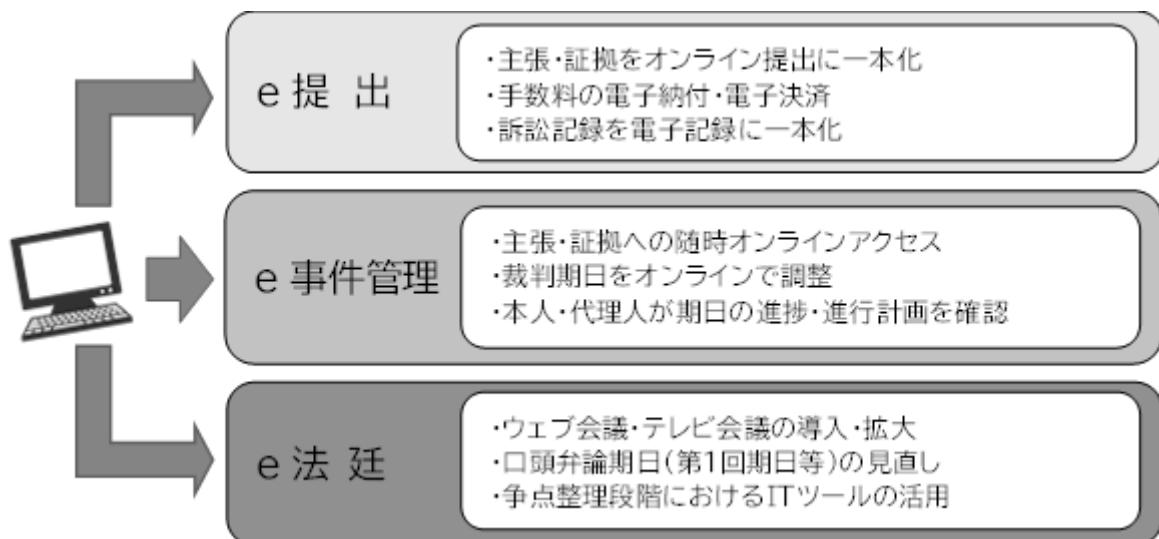 e 提 出
・主張・証拠をオンライン提出に一本化
・手数料の電子納付・電子決済
・訴訟記録を電子記録に一本化
e 事件管理
・主張・証拠への随時オンラインアクセス
・裁判期日をオンラインで調整
・本人・代理人が期日の進捗・進行計画を確認
e 法 廷
・ウェブ会議・テレビ会議の導入・拡大
・口頭弁論期日(第1回期日等)の見直し
・争点整理段階におけるITツールの活用